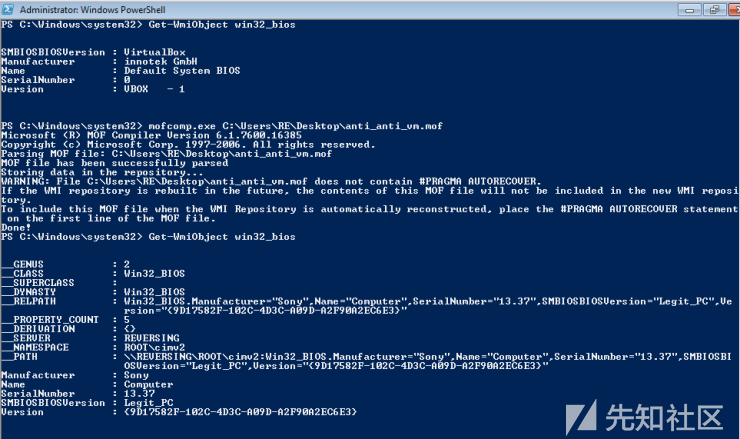 Administrator: Windows PowerShell
PS C:\Windows\system32> Get-WmiObject win32_bios
SMBIOSBIOSVersion : VirtualBox
Manufacturer : innotek GmbH
Name : Default System BIOS
SerialNumber : 0
Version : VBOX - 1
PS C:\Windows\system32> mofcomp.exe C:\Users\RE\Desktop\anti_anti_vm.mof
Microsoft (R) MOF Compiler Version 6.1.7600.16385
Copyright (c) Microsoft Corp. 1997-2006. All rights reserved.
Parsing MOF file: C:\Users\RE\Desktop\anti_anti_vm.mof
MOF file has been successfully parsed
Storing data in the repository...
WARNING: File C:\Users\RE\Desktop\anti_anti_vm.mof does not contain #PRAGMA AUTORECOVER.
If the WMI repository is rebuilt in the future, the contents of this MOF file will not be included in the new WMI reposi
tory.
To include this MOF file when the WMI Repository is automatically reconstructed, place the #PRAGMA AUTORECOVER statement
on the first line of the MOF file.
Done!
PS C:\Windows\system32> Get-WmiObject win32_bios
__GENUS : 2
__CLASS : Win32_BIOS
__SUPERCLASS :
__DYNASTY : Win32_BIOS
__RELPATH : Win32_BIOS.Manufacturer="Sony",Name="Computer",SerialNumber="13.37",SMBIOSBIOSVersion="Legit_PC",Ve
rsion="{9D17582F-102C-4D3C-A09D-A2F90A2EC6E3}"
__PROPERTY_COUNT : 5
__DERIVATION : {}
__SERVER : REVERSING
__NAMESPACE : ROOT\cimv2
__PATH : \\REVERSING\ROOT\cimv2:Win32_BIOS.Manufacturer="Sony",Name="Computer",SerialNumber="13.37",SMBIOSBI
OSVersion="Legit_PC",Version="{9D17582F-102C-4D3C-A09D-A2F90A2EC6E3}"
Manufacturer : Sony
Name : Computer
SerialNumber : 13.37
SMBIOSBIOSVersion : Legit_PC
Version : {9D17582F-102C-4D3C-A09D-A2F90A2EC6E3}
先知社区